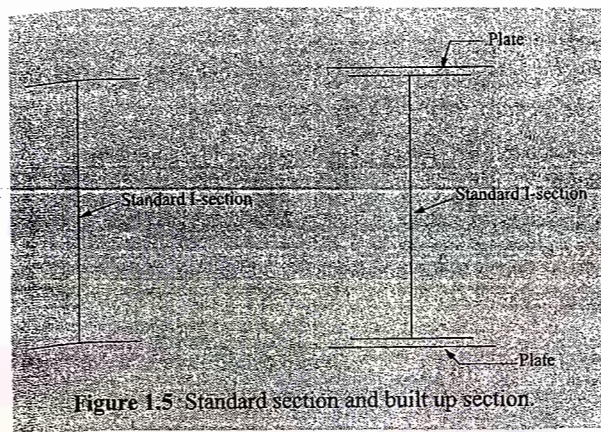 Plate
Standard I-section
Standard I-section
Plate
Figure 1.5 Standard section and built up section.